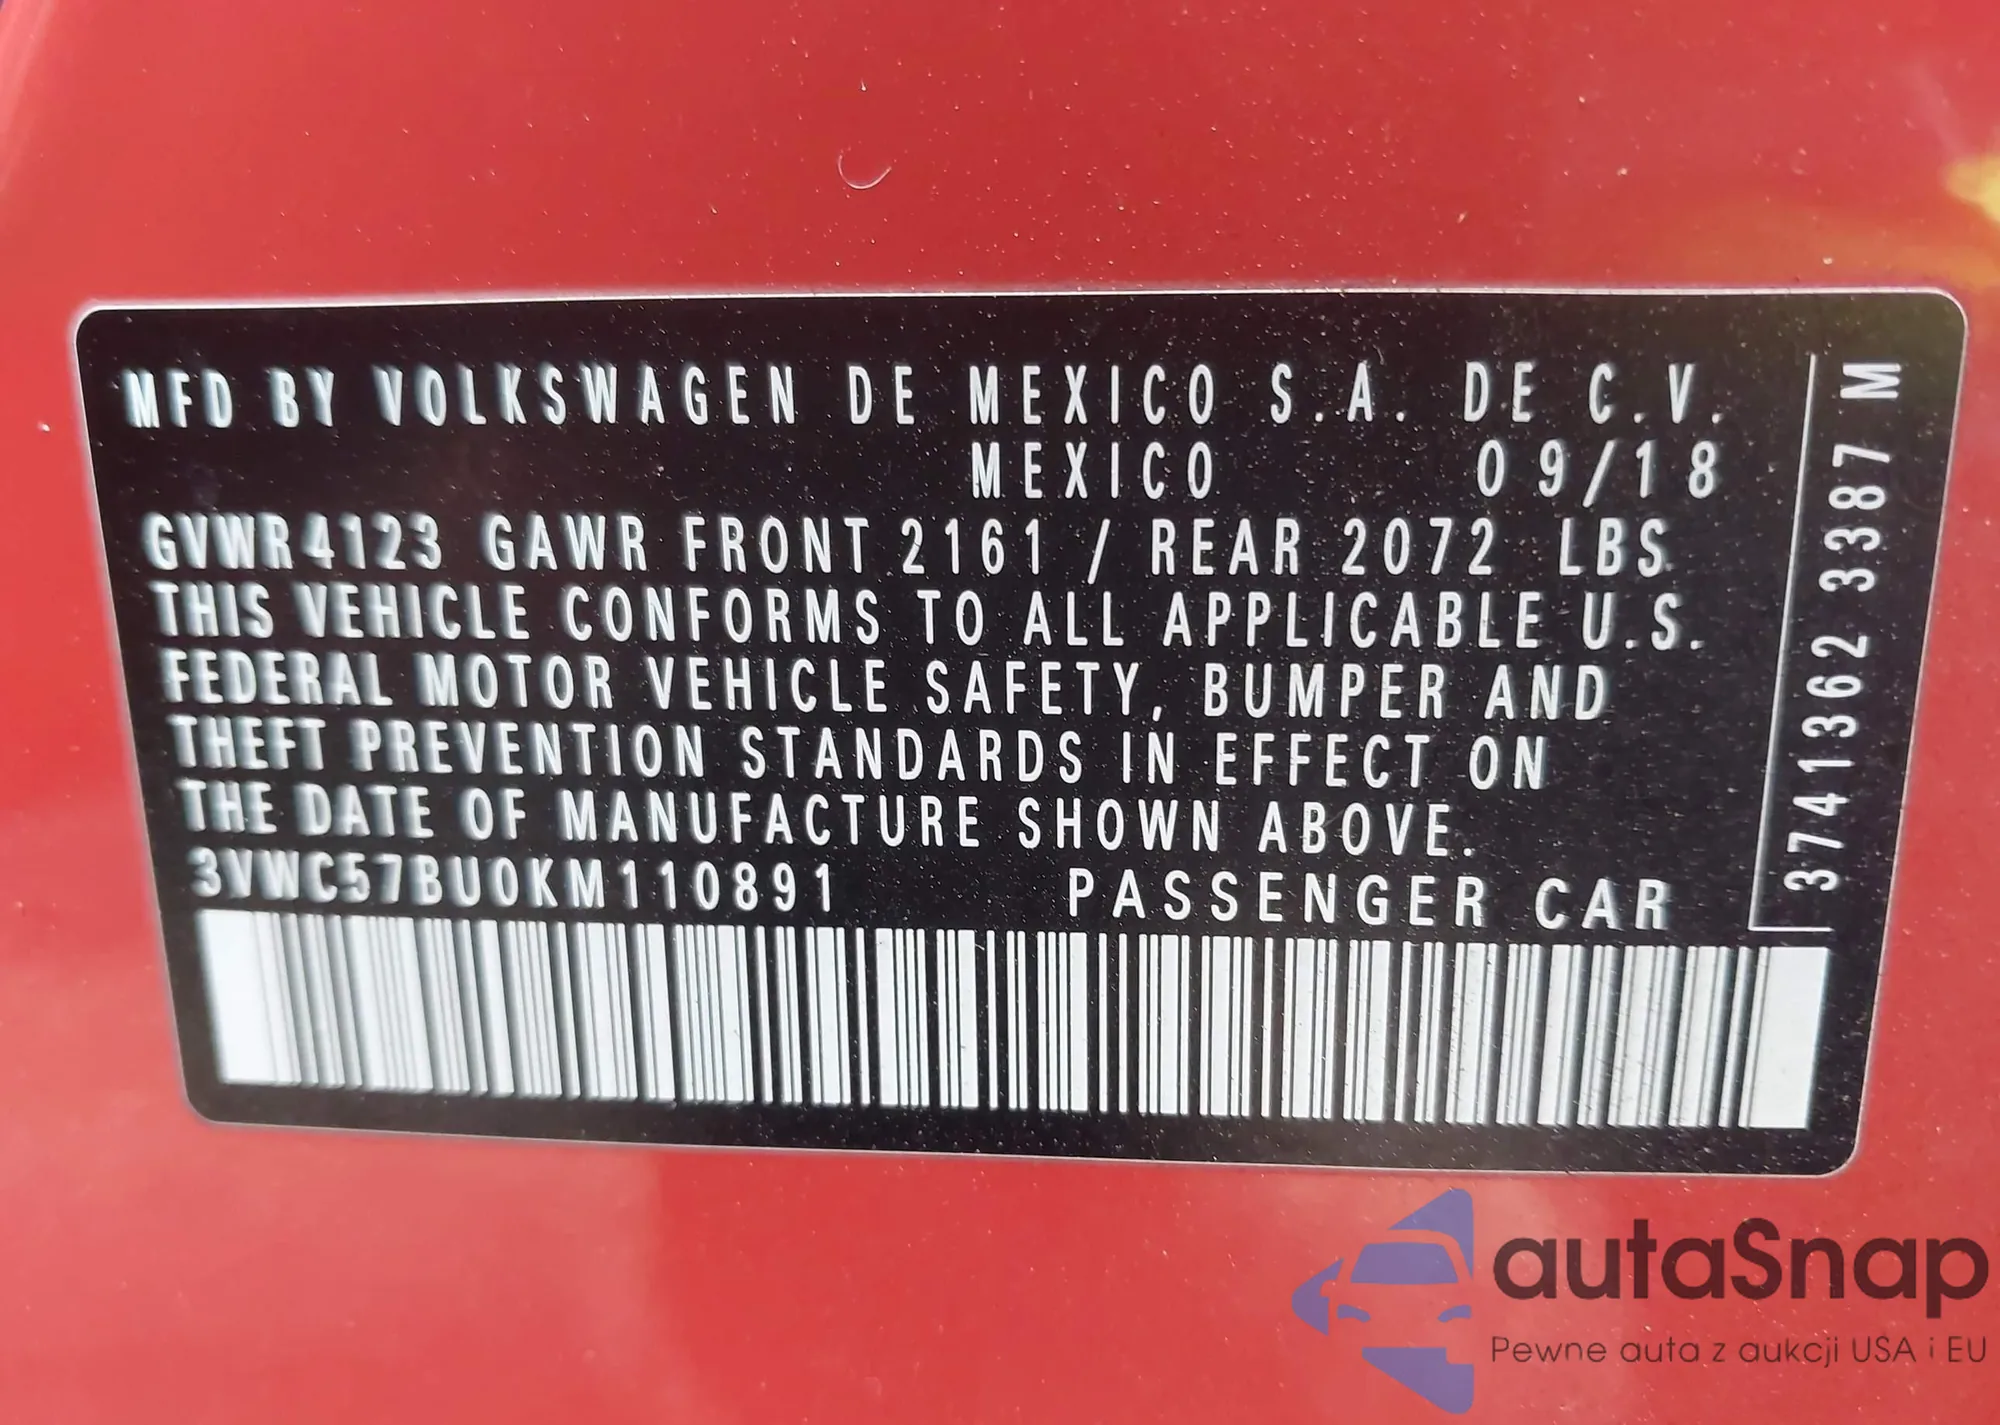 MFD BY VOLKSWAGEN DE MEXICO S.A. DE C.V.
MEXICO 09/18
GVWR 4123 GAWR FRONT 2161 / REAR 2072 LBS
THIS VEHICLE CONFORMS TO ALL APPLICABLE U.S.
FEDERAL MOTOR VEHICLE SAFETY, BUMPER AND
THEFT PREVENTION STANDARDS IN EFFECT ON
THE DATE OF MANUFACTURE SHOWN ABOVE.
3VWC57BU0KM110891 PASSENGER CAR
3741362 3387 M
autaSnap
Pewne auta z aukcji USA i EU